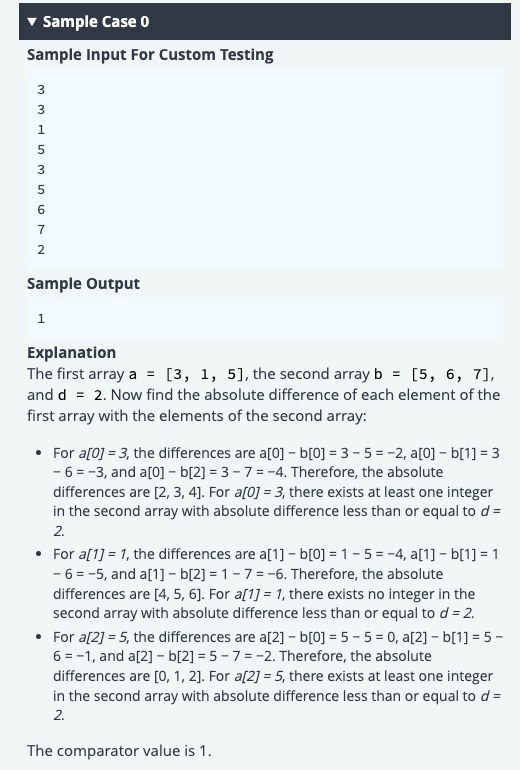 ▼ Sample Case 0
Sample Input For Custom Testing
3
3
1
5
3
5
6
7
2
Sample Output
1
Explanation
The first array a = [3, 1, 5], the second array b = [5, 6, 7],
and d = 2. Now find the absolute difference of each element of the
first array with the elements of the second array:
• For a[0] = 3, the differences are a[0] − b[0] = 3 − 5 = −2, a[0] − b[1] = 3
− 6 = −3, and a[0] − b[2] = 3 − 7 = −4. Therefore, the absolute
differences are [2, 3, 4]. For a[0] = 3, there exists at least one integer
in the second array with absolute difference less than or equal to d =
2.
• For a[1] = 1, the differences are a[1] − b[0] = 1 − 5 = −4, a[1] − b[1] = 1
− 6 = −5, and a[1] − b[2] = 1 − 7 = −6. Therefore, the absolute
differences are [4, 5, 6]. For a[1] = 1, there exists no integer in the
second array with absolute difference less than or equal to d = 2.
• For a[2] = 5, the differences are a[2] − b[0] = 5 − 5 = 0, a[2] − b[1] = 5 −
6 = −1, and a[2] − b[2] = 5 − 7 = −2. Therefore, the absolute
differences are [0, 1, 2]. For a[2] = 5, there exists at least one integer
in the second array with absolute difference less than or equal to d =
2.
The comparator value is 1.